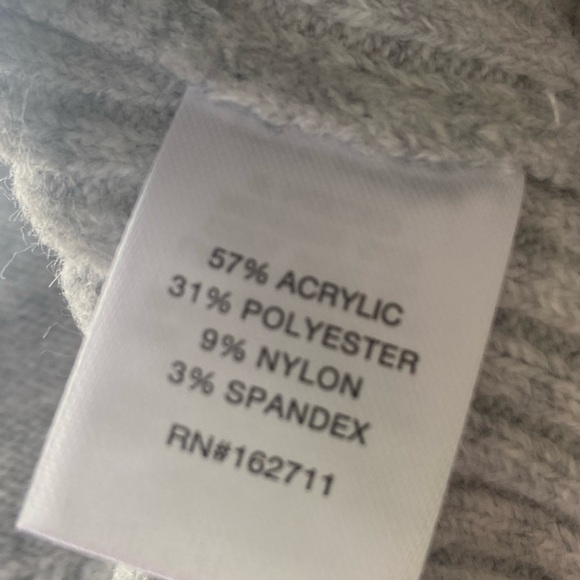 57% ACRYLIC
31% POLYESTER
9% NYLON
3% SPANDEX
RN#162711